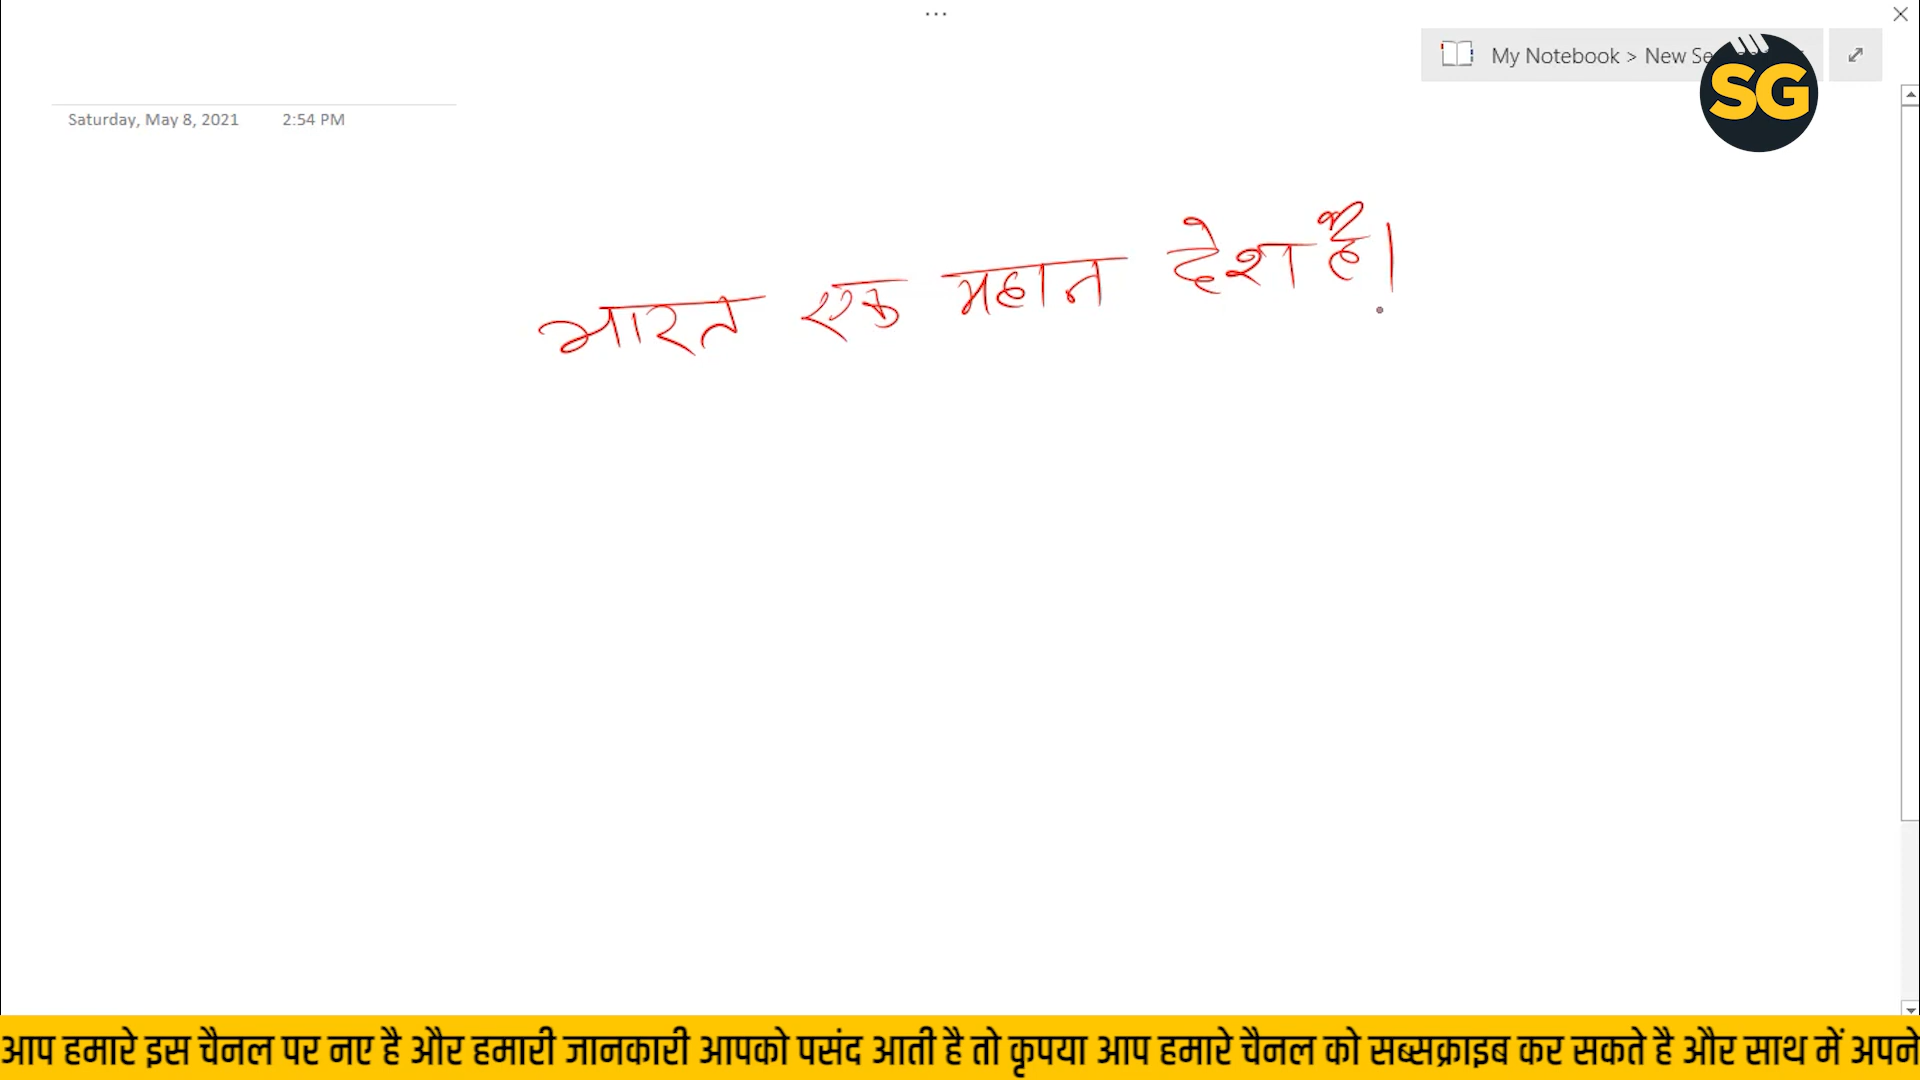 ...
My Notebook > New Se
SG
Saturday, May 8, 2021 2:54 PM
भारत एक महान देश है।
आप हमारे इस चैनल पर नए है और हमारी जानकारी आपको पसंद आती है तो कृपया आप हमारे चैनल को सब्सक्राइब कर सकते है और साथ में अपने